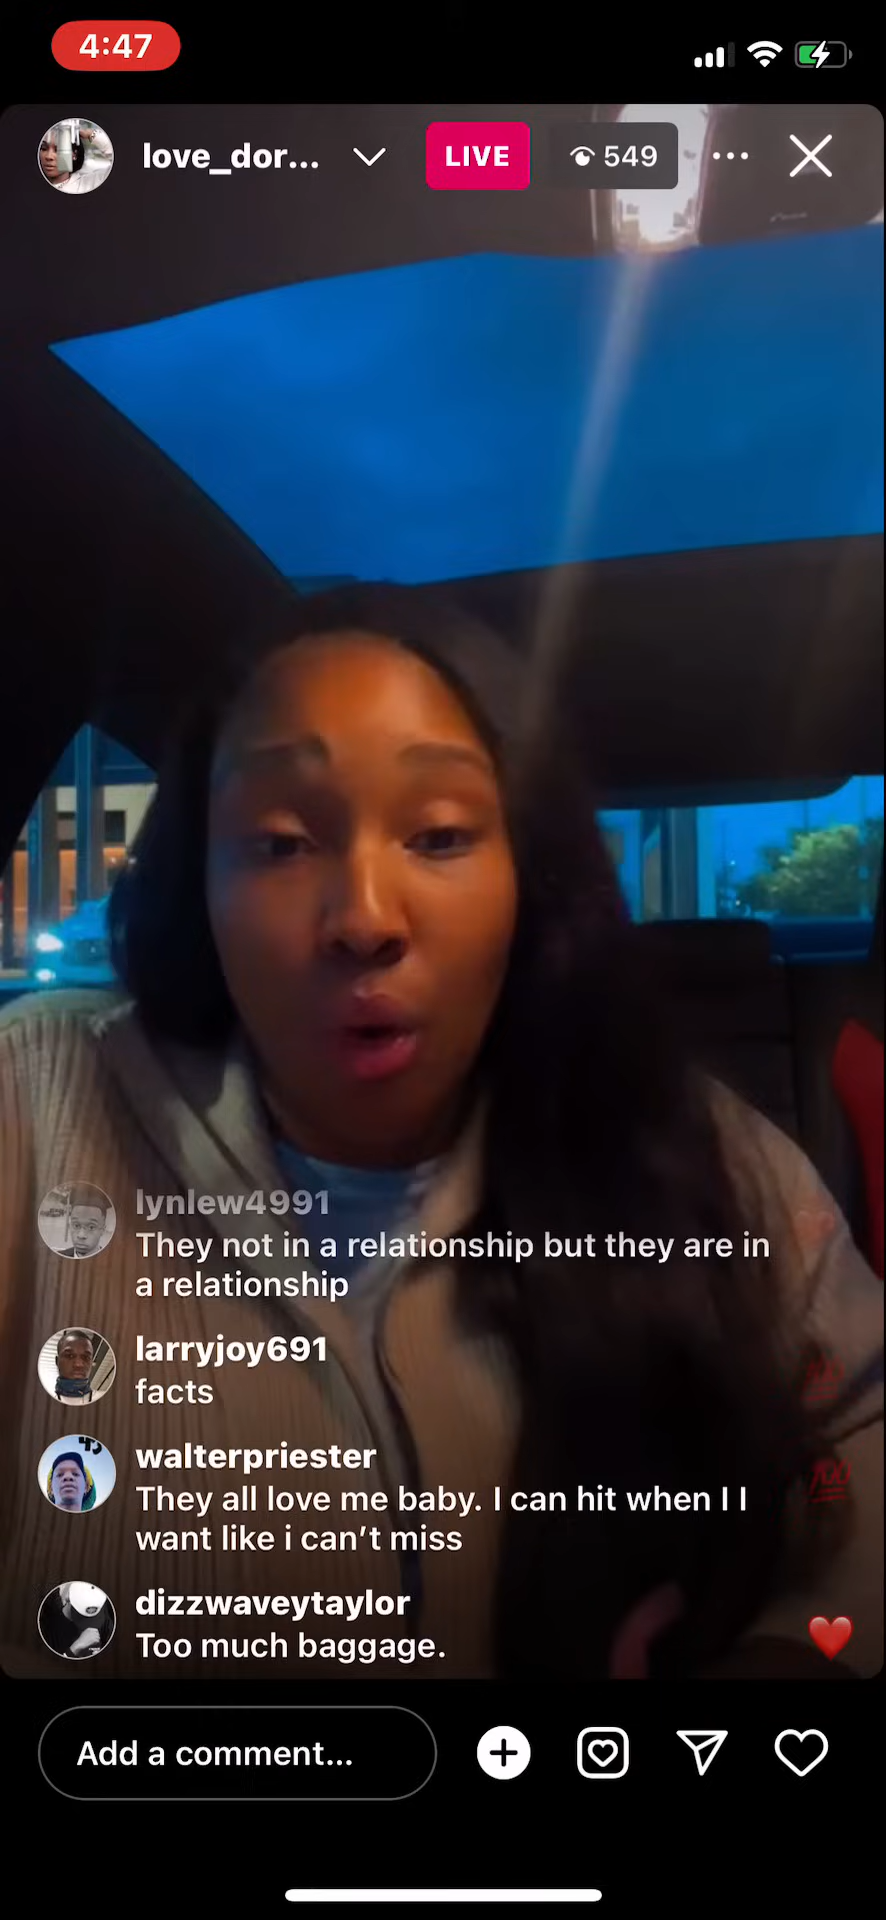 4:47
love_dor...
LIVE
549
lynlew4991
They not in a relationship but they are in
a relationship
larryjoy691
facts
walterpriester
They all love me baby. I can hit when I I
want like i can't miss
dizzwaveytaylor
Too much baggage.
Add a comment...